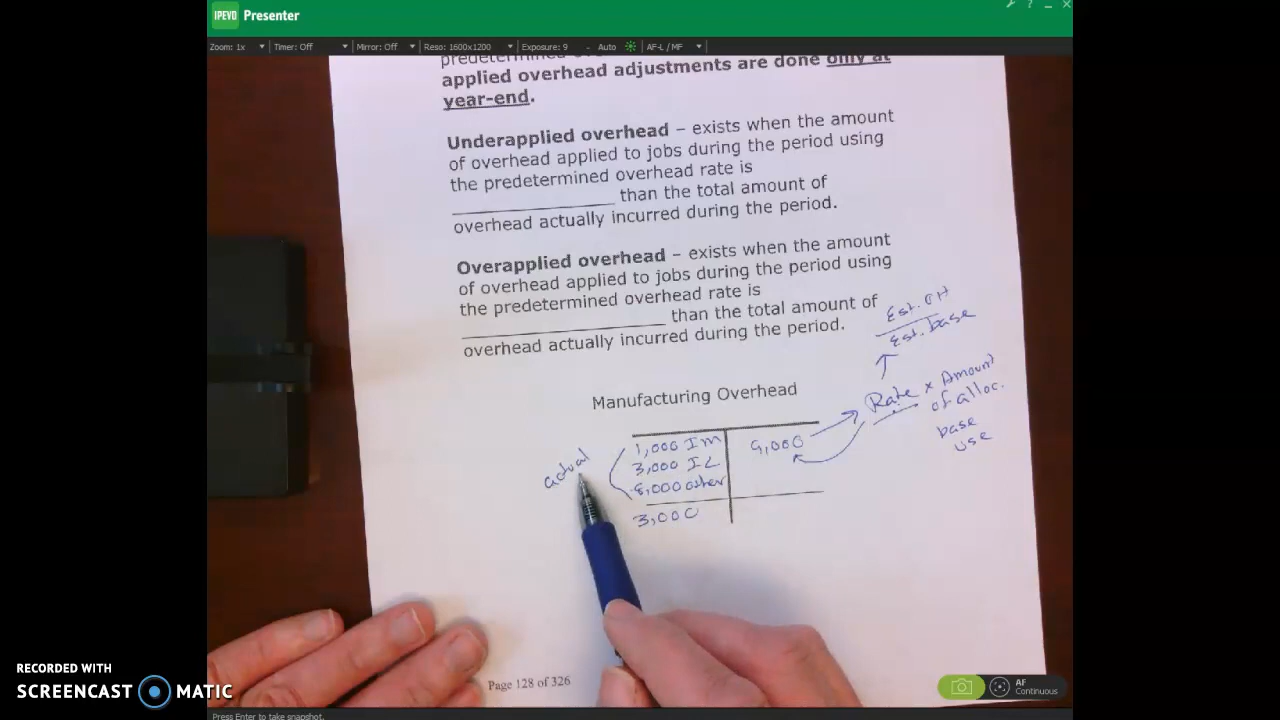 IPEVO Presenter
Zoom: 1x Timer: Off Mirror: Off Reso: 1600x1200 Exposure: 9 - Auto AF-L / MF
applied overhead adjustments are done only at
year-end.
Underapplied overhead – exists when the amount
of overhead applied to jobs during the period using
the predetermined overhead rate is
____________ than the total amount of
overhead actually incurred during the period.
Overapplied overhead – exists when the amount
of overhead applied to jobs during the period using
the predetermined overhead rate is
____________ than the total amount of
overhead actually incurred during the period.
Est. OH
Est. base
Manufacturing Overhead
Rate x Amount
of alloc.
base
use
actual
1,000 IM
3,000 IL
8,000 other
3,000
9,000
Page 128 of 326
AF
Continuous
RECORDED WITH
SCREENCAST MATIC
Press Enter to take snapshot.